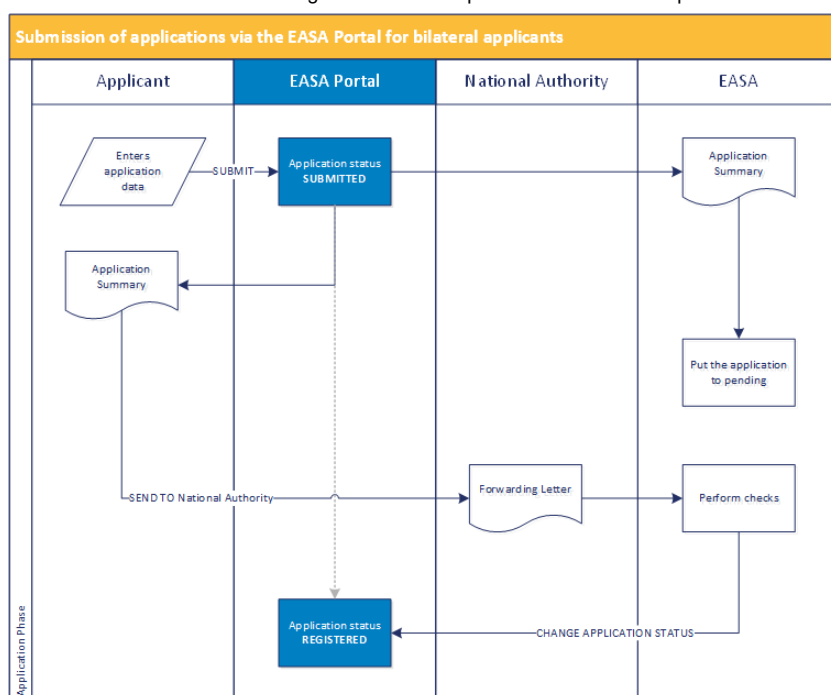 Submission of applications via the EASA Portal for bilateral applicants
Applicant
EASA Portal
National Authority
EASA
Enters
application
data
SUBMIT
Application status
SUBMITTED
Application
Summary
Application
Summary
Put the application
to pending
SEND TO National Authority
Forwarding Letter
Perform checks
Application status
REGISTERED
CHANGE APPLICATION STATUS
Application Phase